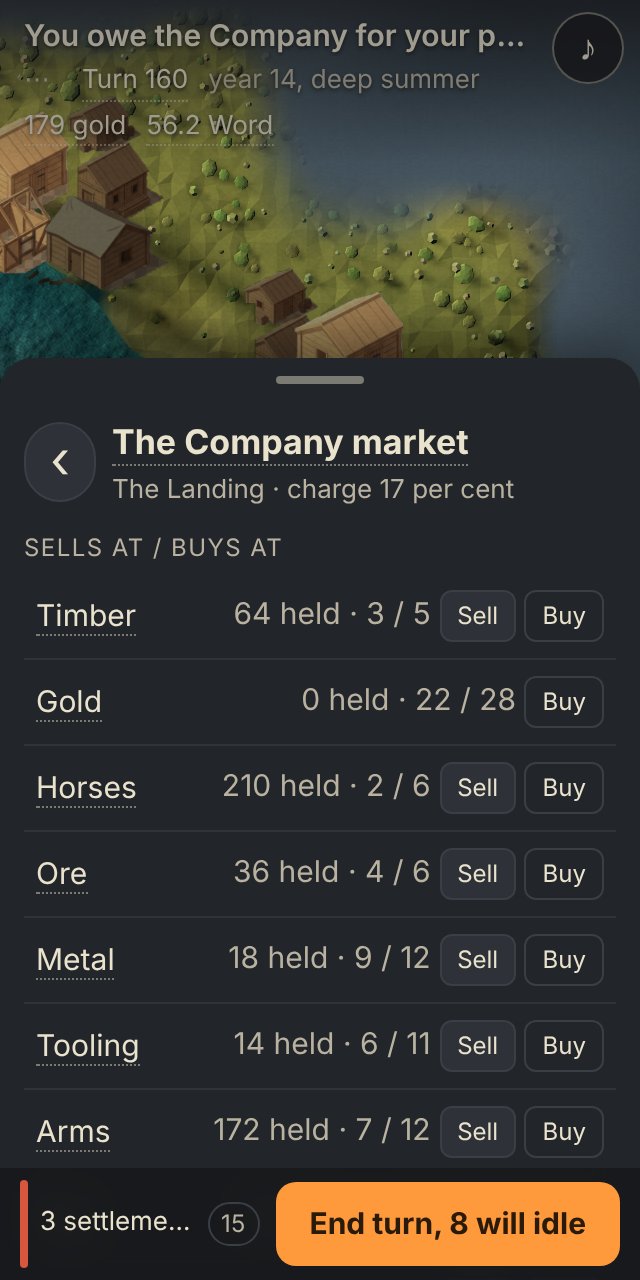 You owe the Company for your p...
♪
... Turn 160 year 14, deep summer
179 gold 56.2 Word
‹
The Company market
The Landing · charge 17 per cent
SELLS AT / BUYS AT
Timber 64 held · 3 / 5 Sell Buy
Gold 0 held · 22 / 28 Buy
Horses 210 held · 2 / 6 Sell Buy
Ore 36 held · 4 / 6 Sell Buy
Metal 18 held · 9 / 12 Sell Buy
Tooling 14 held · 6 / 11 Sell Buy
Arms 172 held · 7 / 12 Sell Buy
3 settleme... 15 End turn, 8 will idle